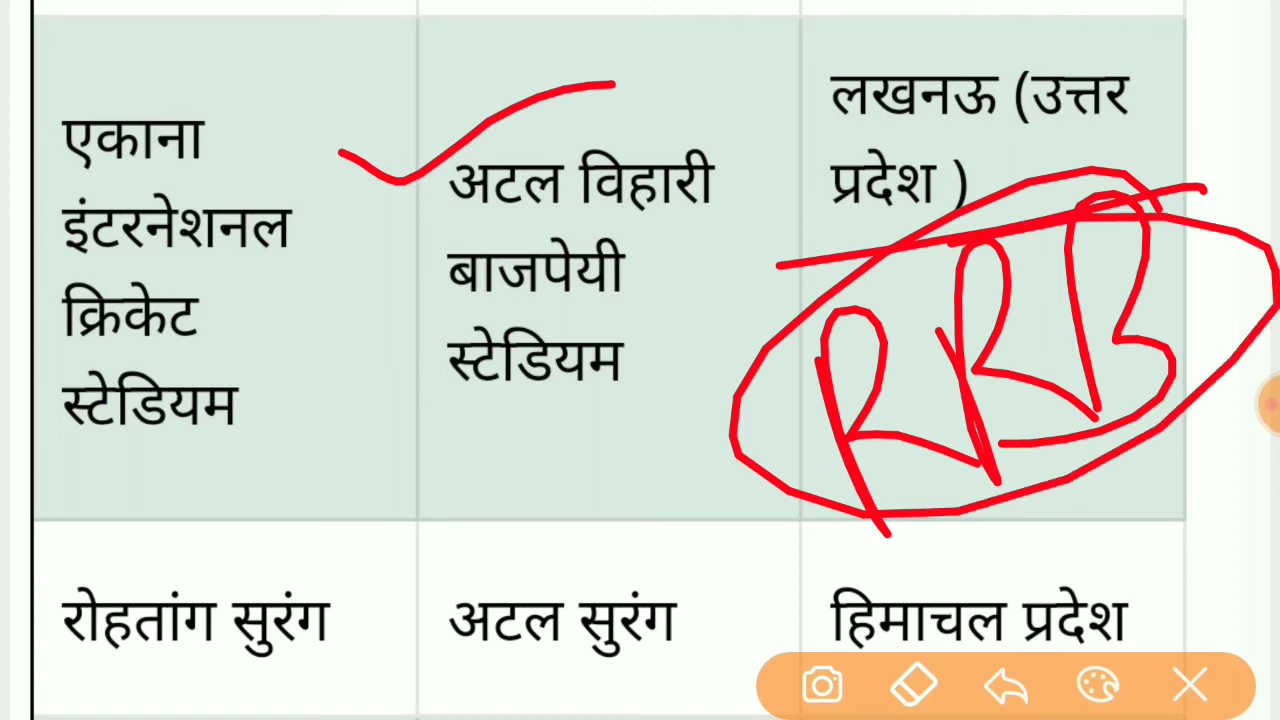 एकाना
इंटरनेशनल
क्रिकेट
स्टेडियम
अटल विहारी
बाजपेयी
स्टेडियम
लखनऊ (उत्तर
प्रदेश )
RRB
रोहतांग सुरंग
अटल सुरंग
हिमाचल प्रदेश